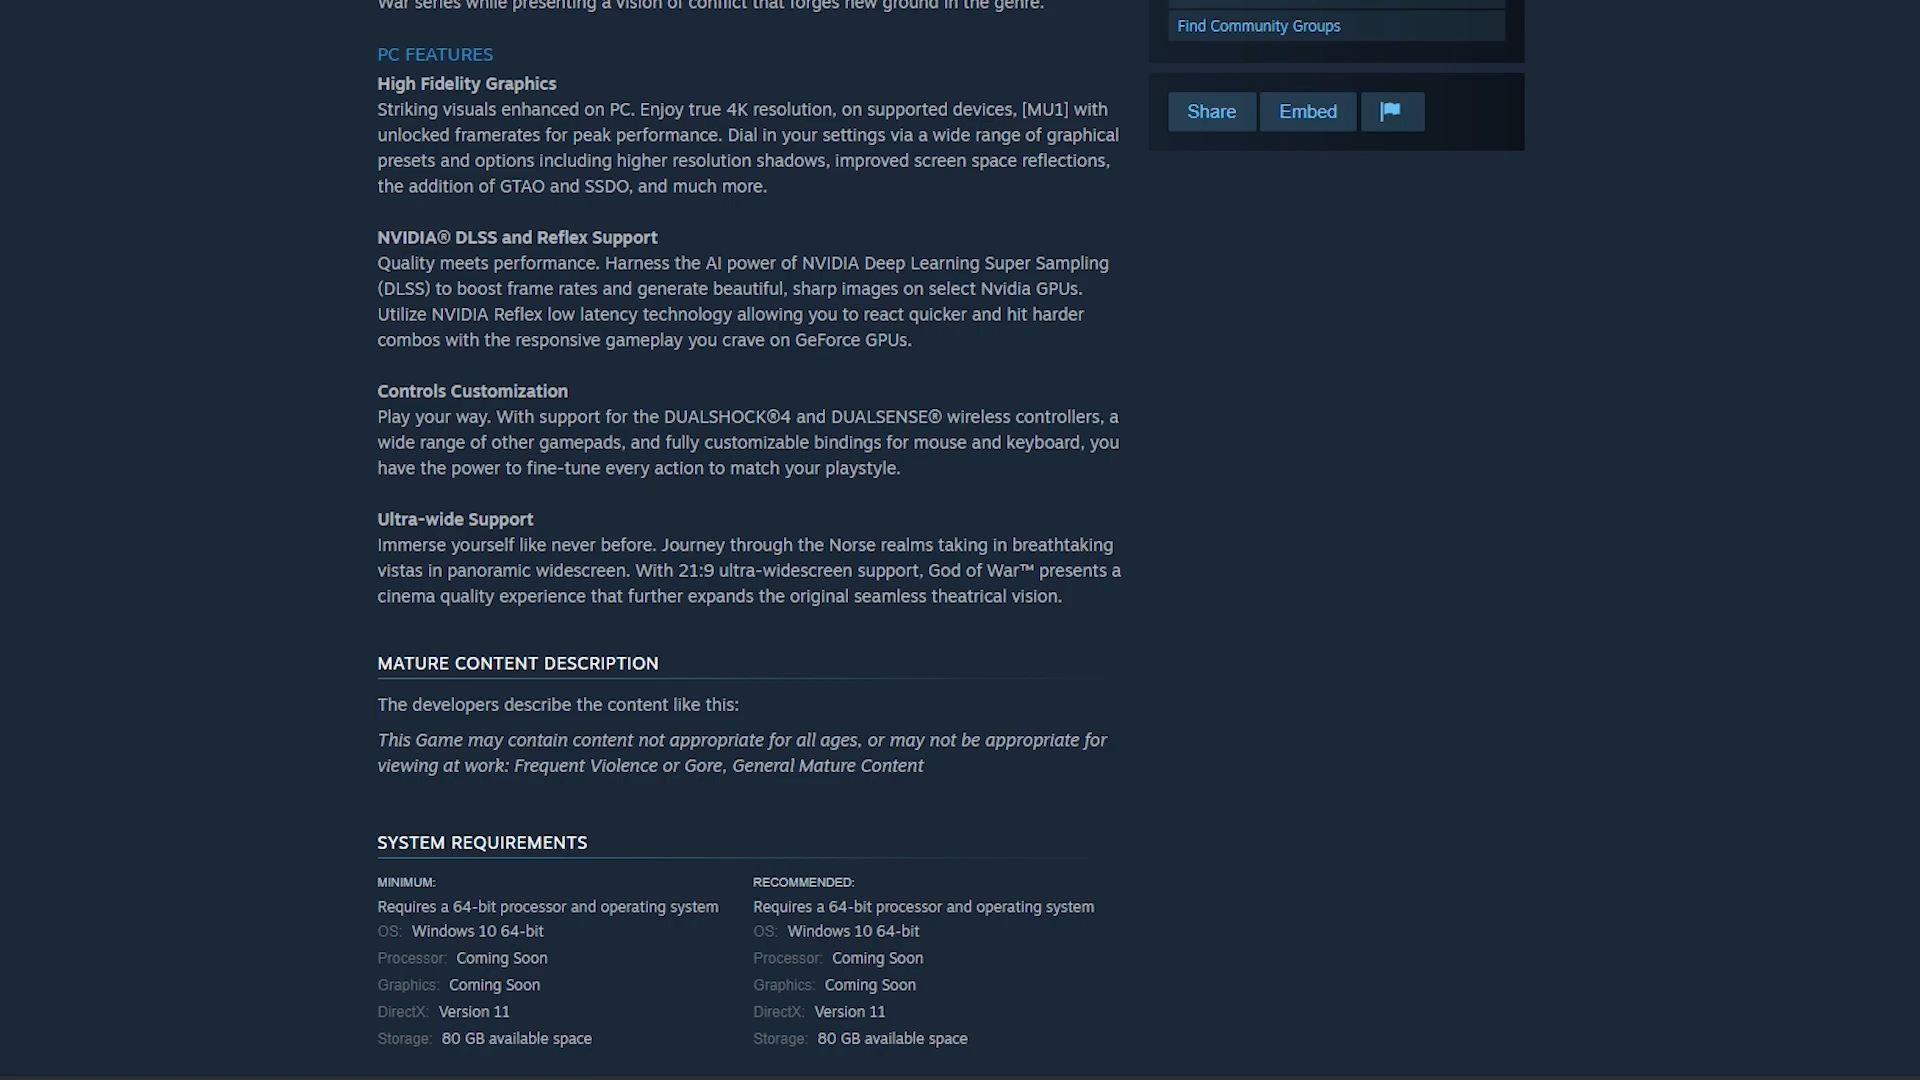 War series while presenting a vision of conflict that forges new ground in the genre.
PC FEATURES
High Fidelity Graphics
Striking visuals enhanced on PC. Enjoy true 4K resolution, on supported devices, [MU1] with
unlocked framerates for peak performance. Dial in your settings via a wide range of graphical
presets and options including higher resolution shadows, improved screen space reflections,
the addition of GTAO and SSDO, and much more.
NVIDIA® DLSS and Reflex Support
Quality meets performance. Harness the AI power of NVIDIA Deep Learning Super Sampling
(DLSS) to boost frame rates and generate beautiful, sharp images on select Nvidia GPUs.
Utilize NVIDIA Reflex low latency technology allowing you to react quicker and hit harder
combos with the responsive gameplay you crave on GeForce GPUs.
Controls Customization
Play your way. With support for the DUALSHOCK®4 and DUALSENSE® wireless controllers, a
wide range of other gamepads, and fully customizable bindings for mouse and keyboard, you
have the power to fine-tune every action to match your playstyle.
Ultra-wide Support
Immerse yourself like never before. Journey through the Norse realms taking in breathtaking
vistas in panoramic widescreen. With 21:9 ultra-widescreen support, God of War™ presents a
cinema quality experience that further expands the original seamless theatrical vision.
MATURE CONTENT DESCRIPTION
The developers describe the content like this:
This Game may contain content not appropriate for all ages, or may not be appropriate for
viewing at work: Frequent Violence or Gore, General Mature Content
SYSTEM REQUIREMENTS
MINIMUM:
Requires a 64-bit processor and operating system
OS: Windows 10 64-bit
Processor: Coming Soon
Graphics: Coming Soon
DirectX: Version 11
Storage: 80 GB available space
RECOMMENDED:
Requires a 64-bit processor and operating system
OS: Windows 10 64-bit
Processor: Coming Soon
Graphics: Coming Soon
DirectX: Version 11
Storage: 80 GB available space
Find Community Groups
Share
Embed